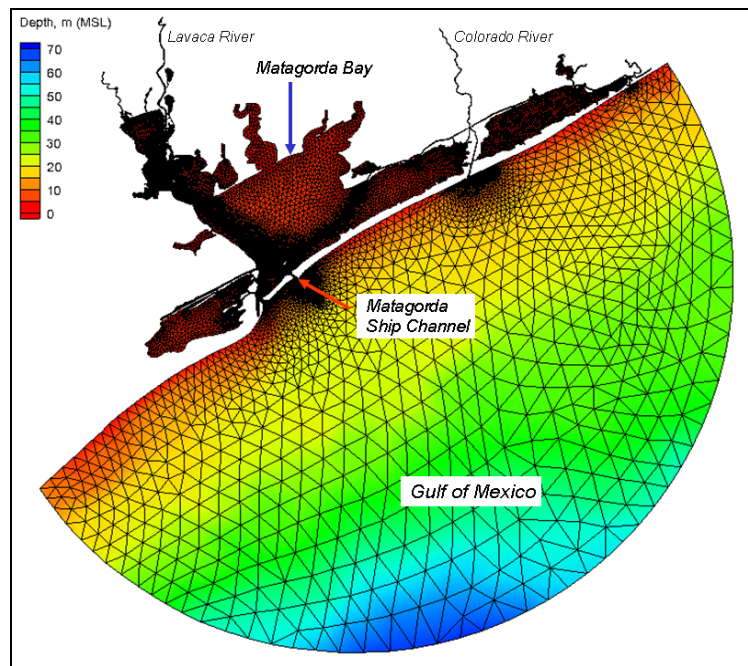 Depth, m (MSL)
70
60
50
40
30
20
10
0
Lavaca River
Colorado River
Matagorda Bay
Matagorda
Ship Channel
Gulf of Mexico